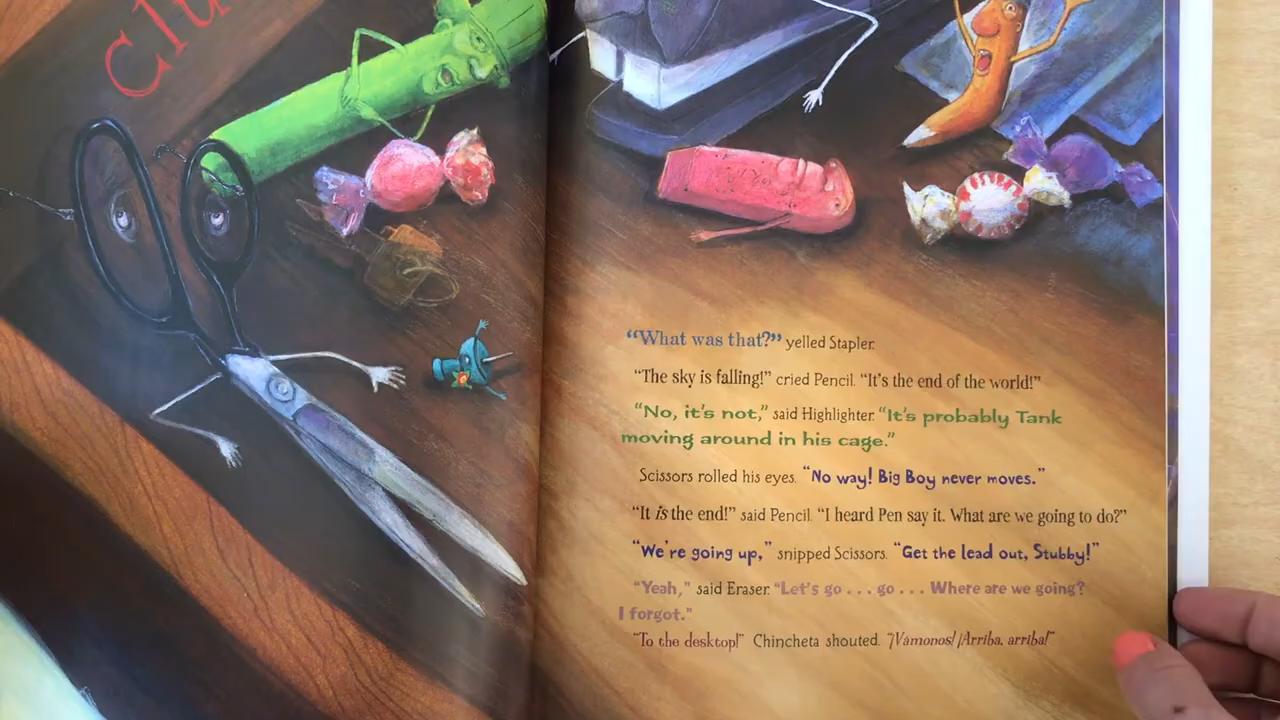 clu
“What was that?” yelled Stapler.
“The sky is falling!” cried Pencil. “It's the end of the world!”
“No, it's not,” said Highlighter. “It's probably Tank
moving around in his cage.”
Scissors rolled his eyes. “No way! Big Boy never moves.”
“It is the end!” said Pencil. “I heard Pen say it. What are we going to do?”
“We're going up,” snipped Scissors. “Get the lead out, Stubby!”
“Yeah,” said Eraser. “Let's go . . . go . . . Where are we going?
I forgot.”
“To the desktop!” Chincheta shouted. “¡Vámonos! ¡Arriba, arriba!”